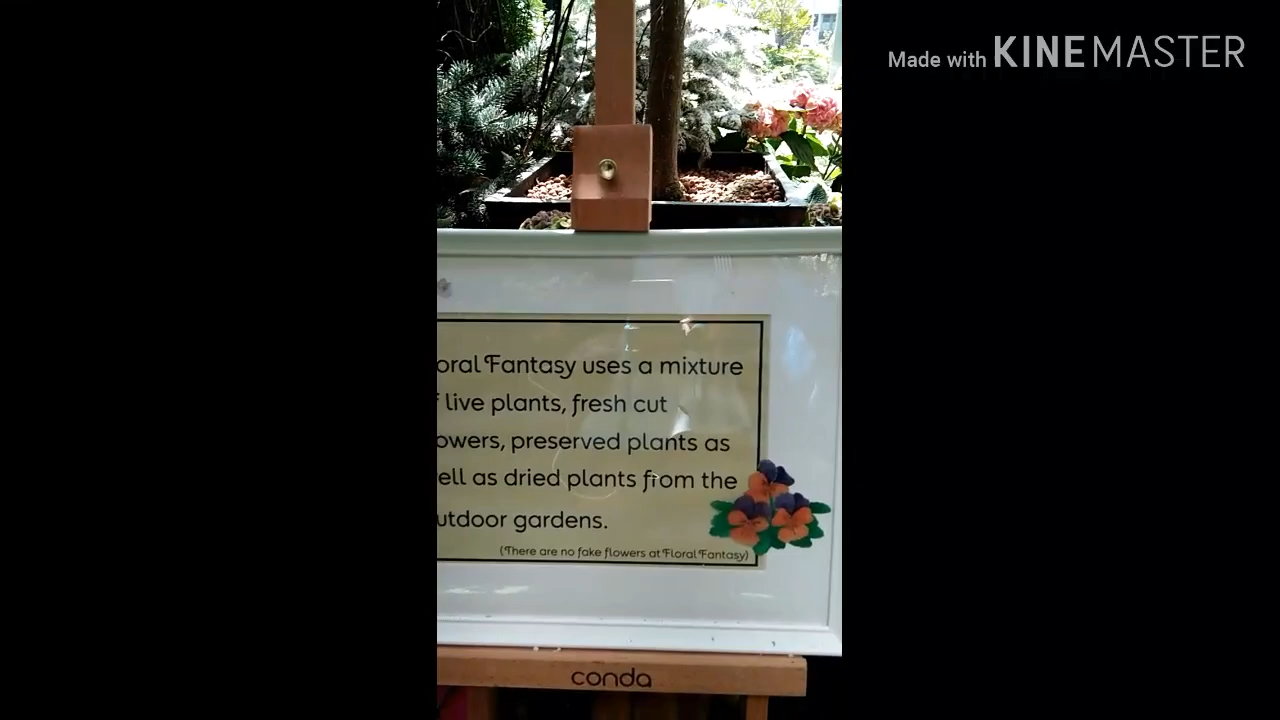 Made with KINEMASTER
oral Fantasy uses a mixture
f live plants, fresh cut
owers, preserved plants as
ell as dried plants from the
utdoor gardens.
(There are no fake flowers at Floral Fantasy)
conda